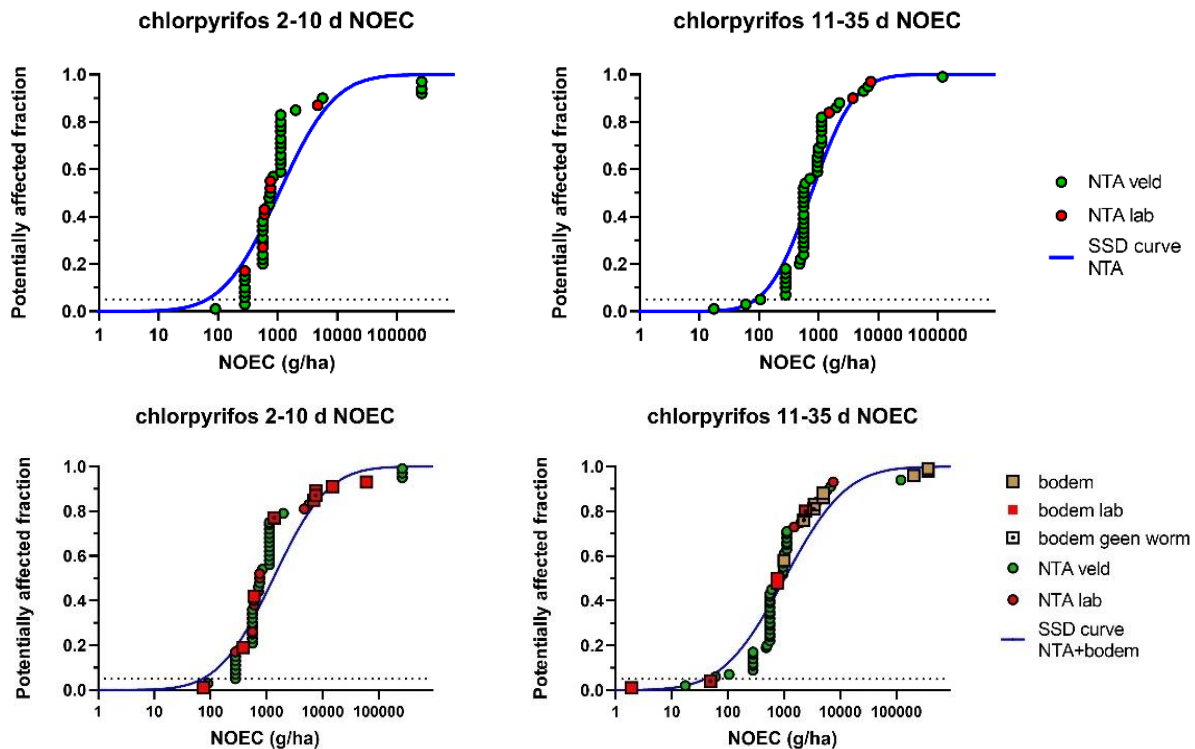 chlorpyrifos 2-10 d NOEC
Potentially affected fraction
1.0
0.8
0.6
0.4
0.2
0.0
1 10 100 1000 10000 100000
NOEC (g/ha)
chlorpyrifos 11-35 d NOEC
Potentially affected fraction
1.0
0.8
0.6
0.4
0.2
0.0
1 10 100 1000 10000 100000
NOEC (g/ha)
NTA veld
NTA lab
SSD curve
NTA
chlorpyrifos 2-10 d NOEC
Potentially affected fraction
1.0
0.8
0.6
0.4
0.2
0.0
1 10 100 1000 10000 100000
NOEC (g/ha)
chlorpyrifos 11-35 d NOEC
Potentially affected fraction
1.0
0.8
0.6
0.4
0.2
0.0
1 10 100 1000 10000 100000
NOEC (g/ha)
bodem
bodem lab
bodem geen worm
NTA veld
NTA lab
SSD curve
NTA+bodem